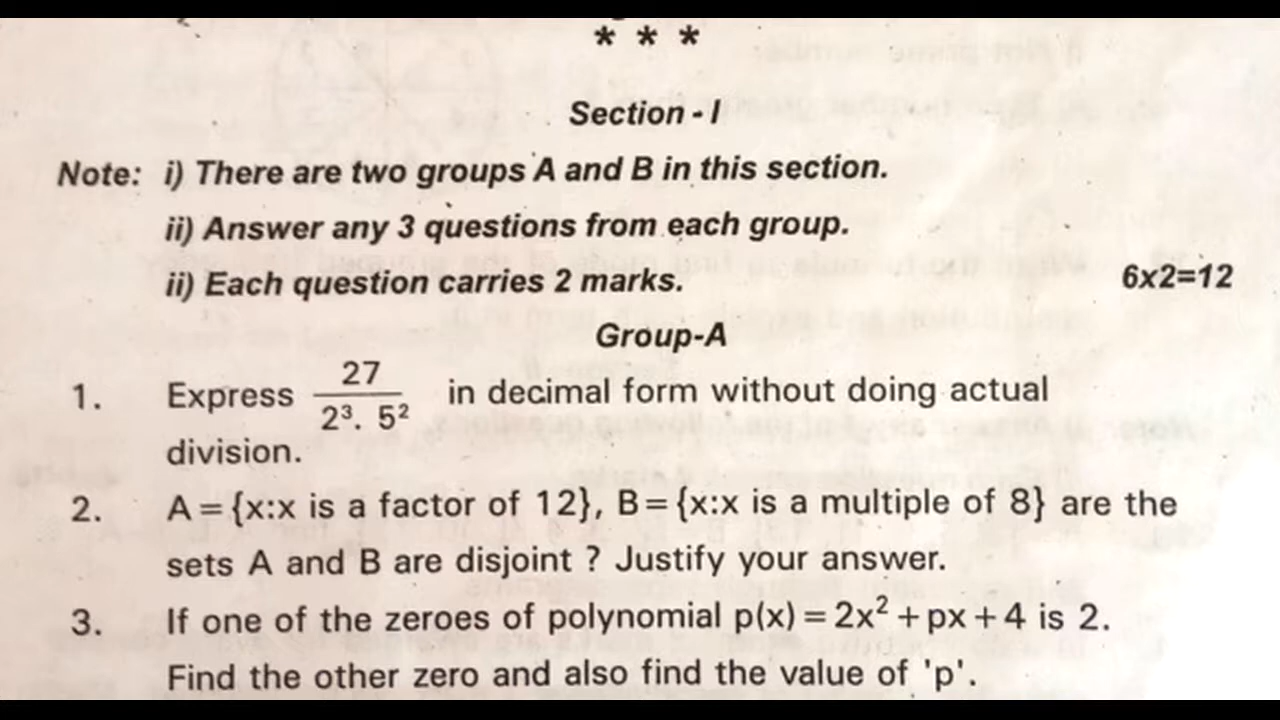 * * *
Section - I
Note: i) There are two groups A and B in this section.
ii) Answer any 3 questions from each group.
ii) Each question carries 2 marks. 6x2=12
Group-A
1. Express 27 / 2³. 5² in decimal form without doing actual
division.
2. A = {x:x is a factor of 12}, B = {x:x is a multiple of 8} are the
sets A and B are disjoint ? Justify your answer.
3. If one of the zeroes of polynomial p(x) = 2x² + px + 4 is 2.
Find the other zero and also find the value of 'p'.